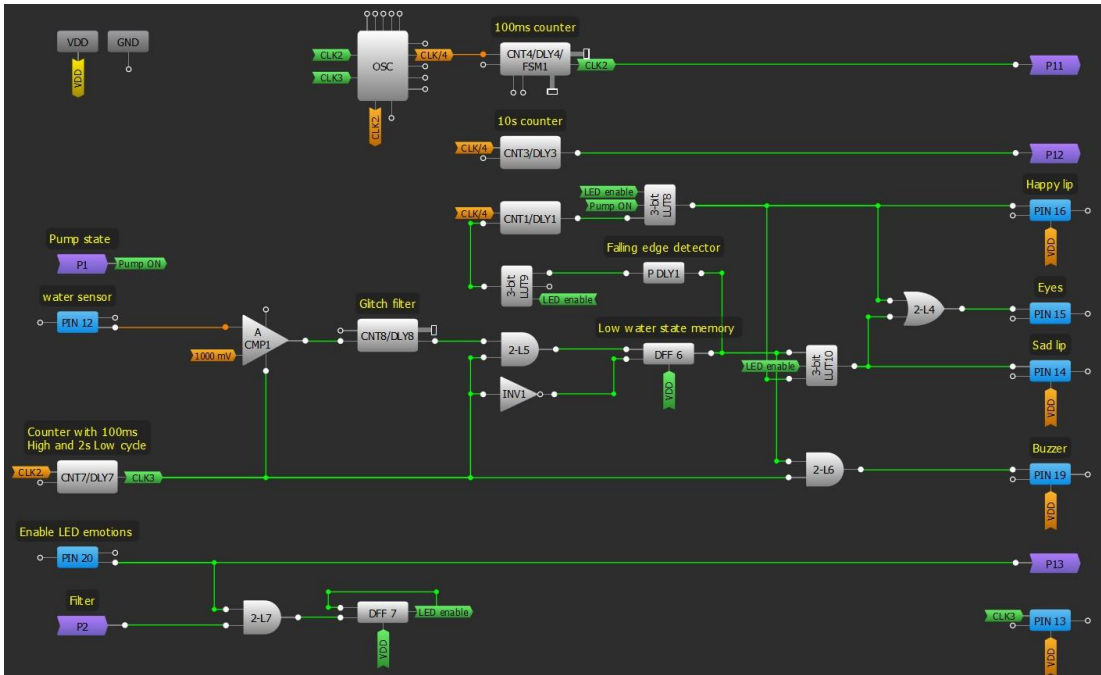 VDD
GND
VDD
CLK2
CLK3
OSC
CLK/4
CLK2.
100ms counter
CNT4/DLY4/
FSM1
CLK2
P11
10s counter
CLK/4
CNT3/DLY3
P12
CLK/4
CNT1/DLY1
LED enable
Pump ON
3-bit
LUT8
Happy lip
PIN 16
VDD
Pump state
P1
Pump ON
Falling edge detector
3-bit
LUT9
LED enable
P DLY1
water sensor
PIN 12
A
CMP1
1000 mV
Glitch filter
CNT8/DLY8
2-L5
INV1
Low water state memory
DFF 6
VDD
LED enable
3-bit
LUT10
2-L4
Eyes
PIN 15
Sad lip
PIN 14
VDD
Counter with 100ms
High and 2s Low cycle
CLK2.
CNT7/DLY7
CLK3
2-L6
Buzzer
PIN 19
VDD
Enable LED emotions
PIN 20
P13
Filter
P2
2-L7
DFF 7
LED enable
VDD
CLK3
PIN 13
VDD